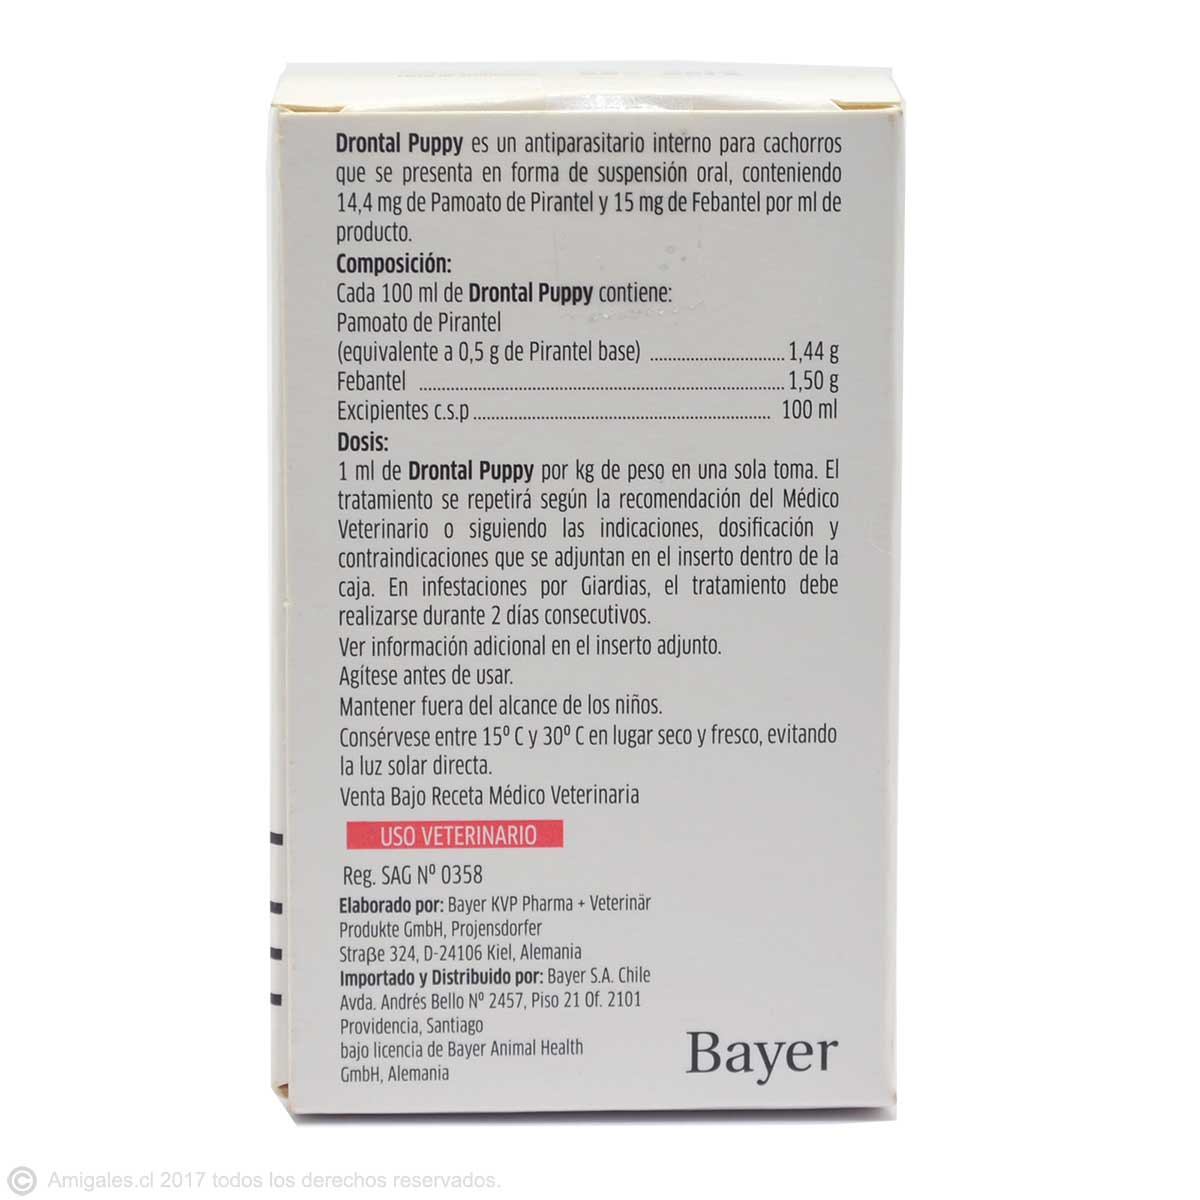 Drontal Puppy es un antiparasitario interno para cachorros
que se presenta en forma de suspensión oral, conteniendo
14,4 mg de Pamoato de Pirantel y 15 mg de Febantel por ml de
producto.
Composición:
Cada 100 ml de Drontal Puppy contiene:
Pamoato de Pirantel
(equivalente a 0,5 g de Pirantel base) ............................ 1,44 g
Febantel ............................................................................ 1,50 g
Excipientes c.s.p .............................................................. 100 ml
Dosis:
1 ml de Drontal Puppy por kg de peso en una sola toma. El
tratamiento se repetirá según la recomendación del Médico
Veterinario o siguiendo las indicaciones, dosificación y
contraindicaciones que se adjuntan en el inserto dentro de la
caja. En infestaciones por Giardias, el tratamiento debe
realizarse durante 2 días consecutivos.
Ver información adicional en el inserto adjunto.
Agítese antes de usar.
Mantener fuera del alcance de los niños.
Consérvese entre 15º C y 30º C en lugar seco y fresco, evitando
la luz solar directa.
Venta Bajo Receta Médico Veterinaria
USO VETERINARIO
Reg. SAG Nº 0358
Elaborado por: Bayer KVP Pharma + Veterinär
Produkte GmbH, Projensdorfer
Straβe 324, D-24106 Kiel, Alemania
Importado y Distribuido por: Bayer S.A. Chile
Avda. Andrés Bello Nº 2457, Piso 21 Of. 2101
Providencia, Santiago
bajo licencia de Bayer Animal Health
GmbH, Alemania
Bayer
© Amigales.cl 2017 todos los derechos reservados.